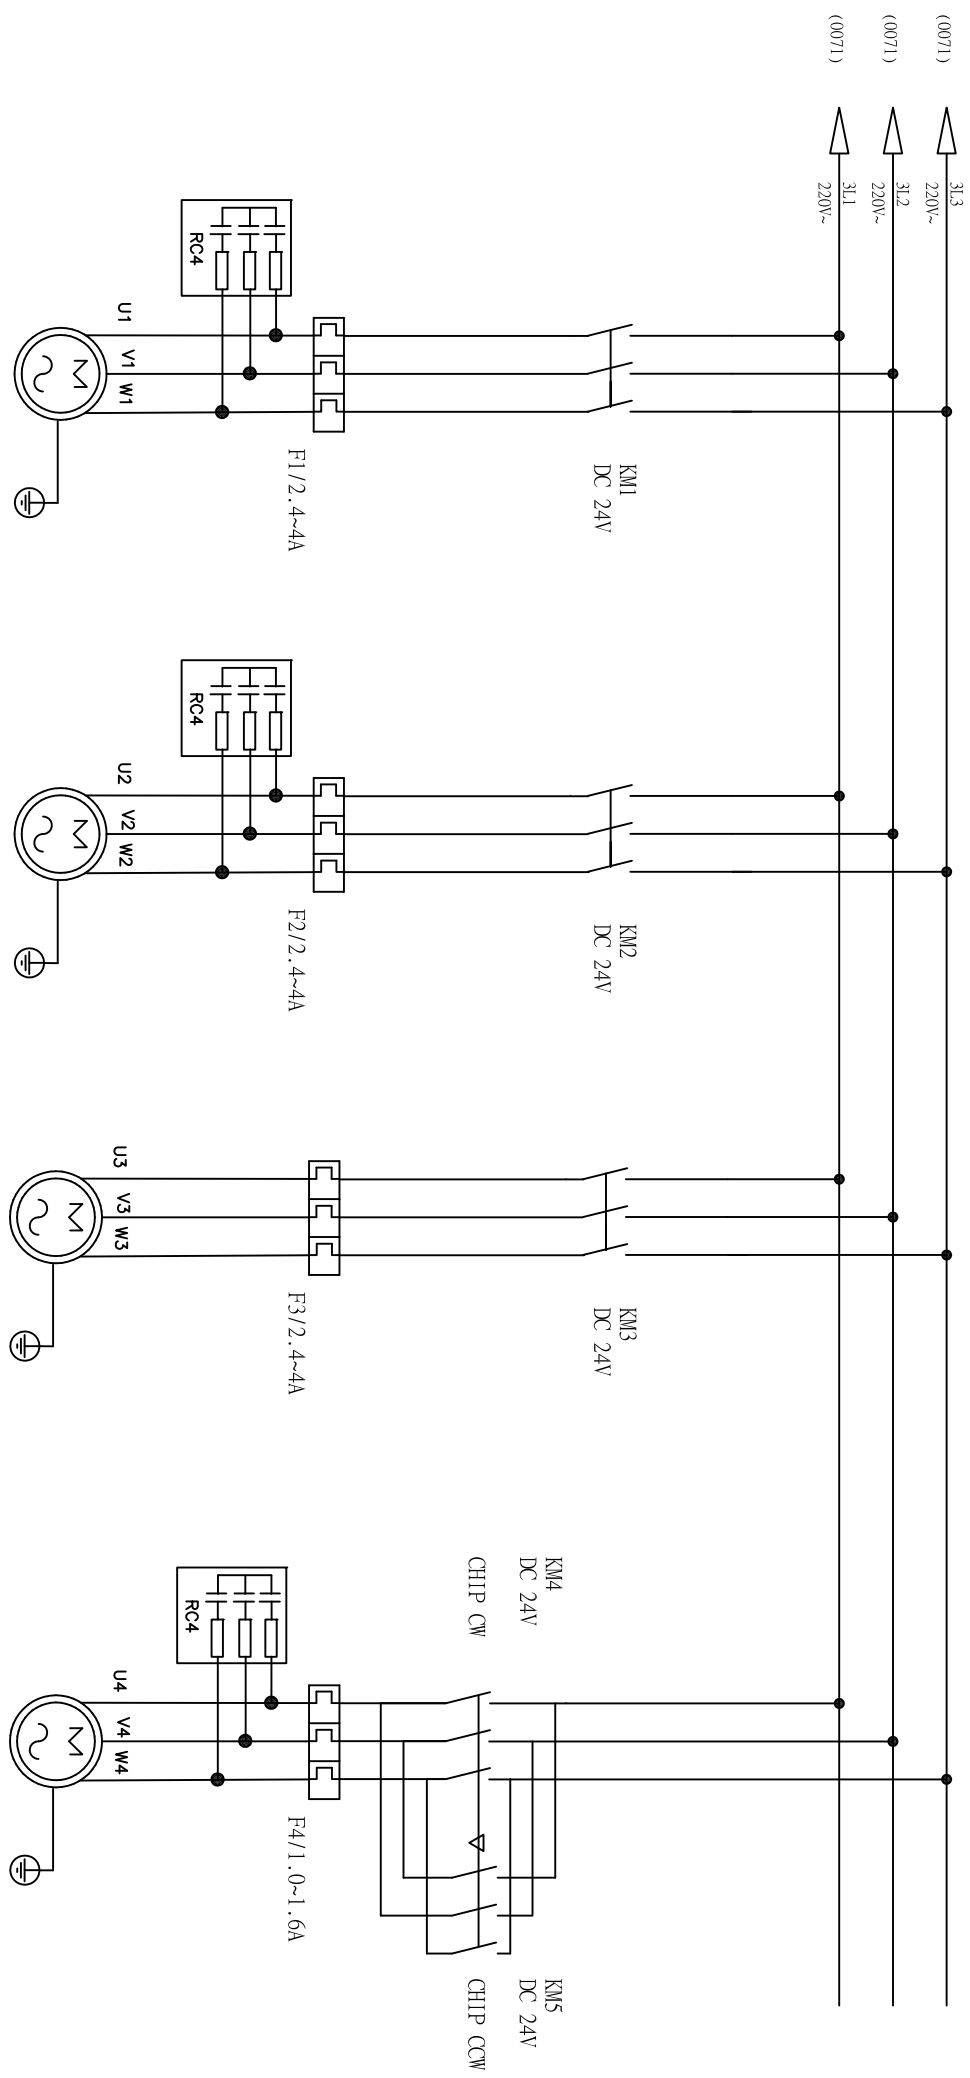 (0071)
3L3
220V~
(0071)
3L2
220V~
(0071)
3L1
220V~
KM1
DC 24V
KM2
DC 24V
KM3
DC 24V
KM4
DC 24V
CHIP CW
KM5
DC 24V
CHIP CCW
F1/2.4~4A
F2/2.4~4A
F3/2.4~4A
F4/1.0~1.6A
RC4
RC4
RC4
U1
V1
W1
U2
V2
W2
U3
V3
W3
U4
V4
W4
M
M
M
M